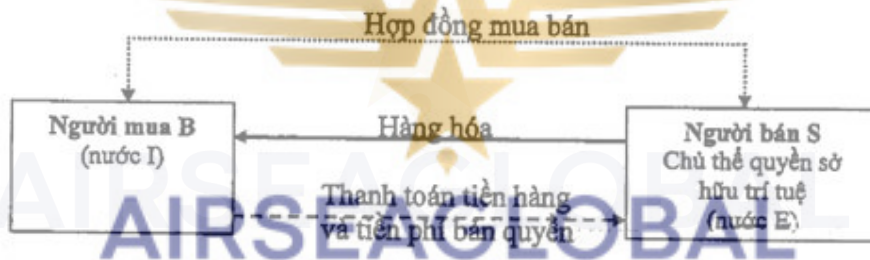 Hợp đồng mua bán
Người mua B
(nước I)
Hàng hóa
Người bán S
Chủ thể quyền sở
hữu trí tuệ
(nước E)
Thanh toán tiền hàng
và tiền phí bản quyền
AIRSEAGLOBAL
AIRSEAGLOBAL